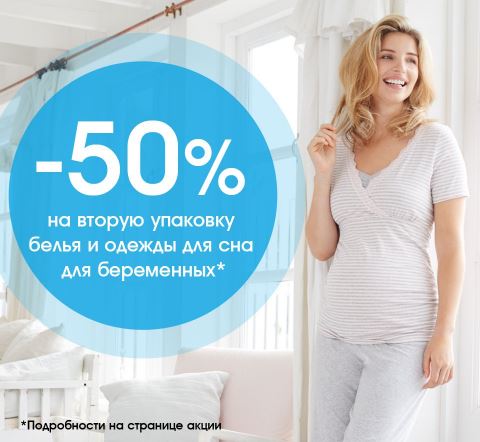 -50%
на вторую упаковку
белья и одежды для сна
для беременных*
*Подробности на странице акции